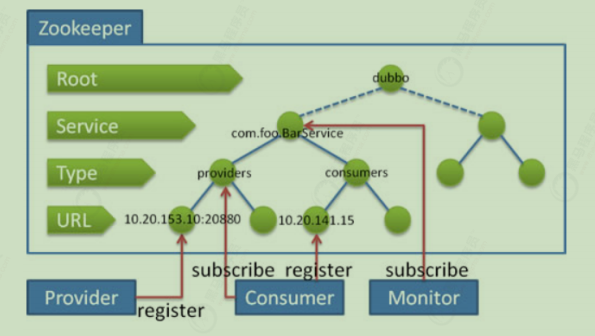 Zookeeper
Root
dubbo
Service
com.foo.BarService
Type
providers
consumers
URL
10.20.153.10:20880
10.20.141.15
subscribe
register
subscribe
Provider
register
Consumer
Monitor